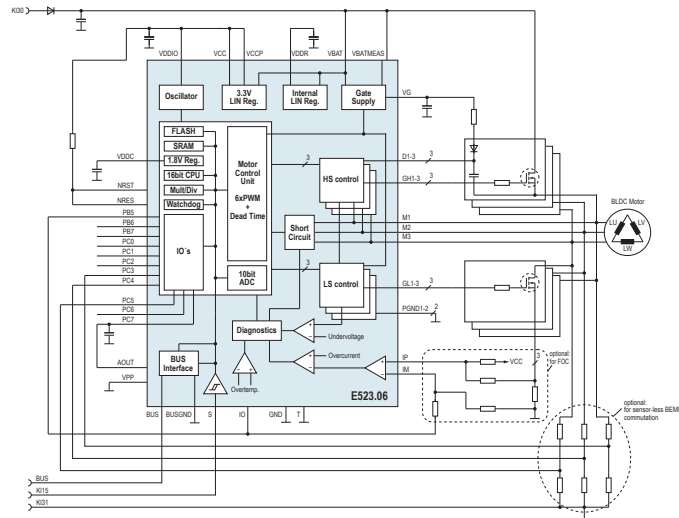 KI30
VDDIO
VCC
VCCP
VDDR
VBAT
VBATMEAS
Oscillator
3.3V
LIN Reg.
Internal
LIN Reg.
Gate
Supply
VG
FLASH
SRAM
1.8V Reg.
16bit CPU
Mult/Div
Watchdog
IO´s
Motor
Control
Unit
6xPWM
+
Dead Time
10bit
ADC
3
HS control
Short
Circuit
3
LS control
Diagnostics
Undervoltage
Overcurrent
Overtemp.
BUS
Interface
E523.06
VDDC
NRST
NRES
PB5
PB6
PB7
PC0
PC1
PC2
PC3
PC4
PC5
PC6
PC7
AOUT
VPP
BUS
BUSGND
S
IO
GND
T
D1-3
3
GH1-3
3
M1
M2
M3
GL1-3
3
PGND1-2
2
IP
IM
VCC
3
optional:
for FOC
BLDC Motor
LU
LV
LW
optional:
for sensor-less BEMF
commutation
BUS
KI15
KI31